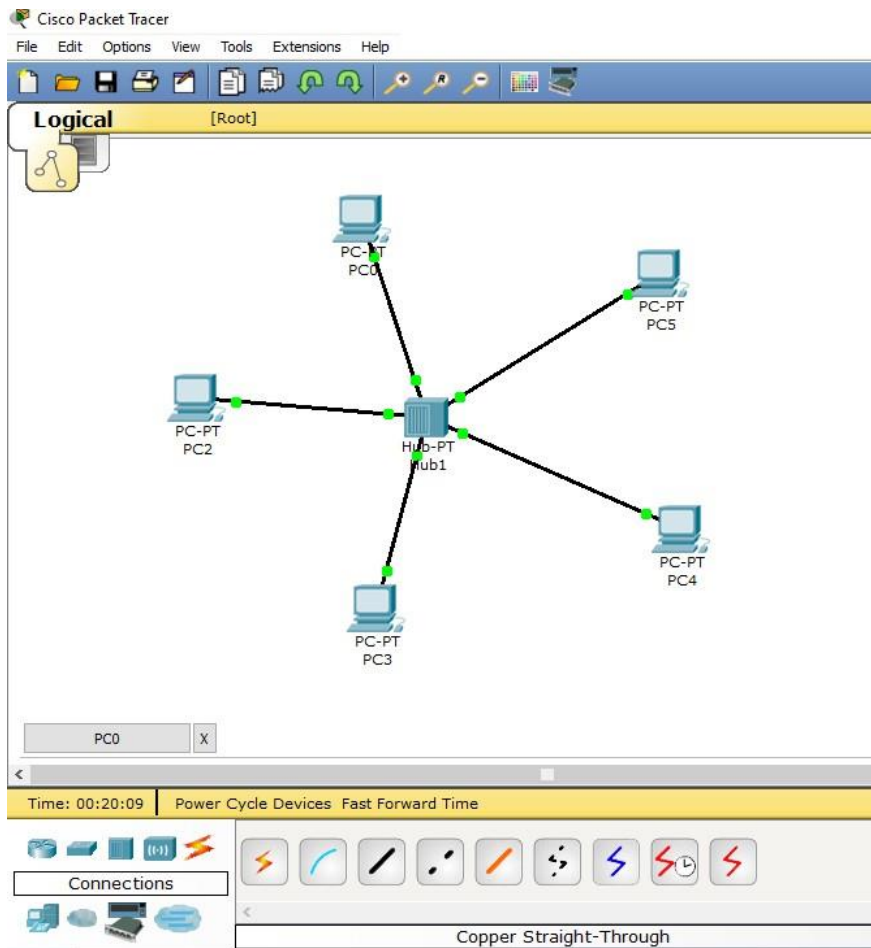 Cisco Packet Tracer
File Edit Options View Tools Extensions Help
Logical [Root]
PC-PT
PC0
PC-PT
PC5
PC-PT
PC2
Hub-PT
Hub1
PC-PT
PC4
PC-PT
PC3
PC0 X
Time: 00:20:09 Power Cycle Devices Fast Forward Time
Connections
Copper Straight-Through